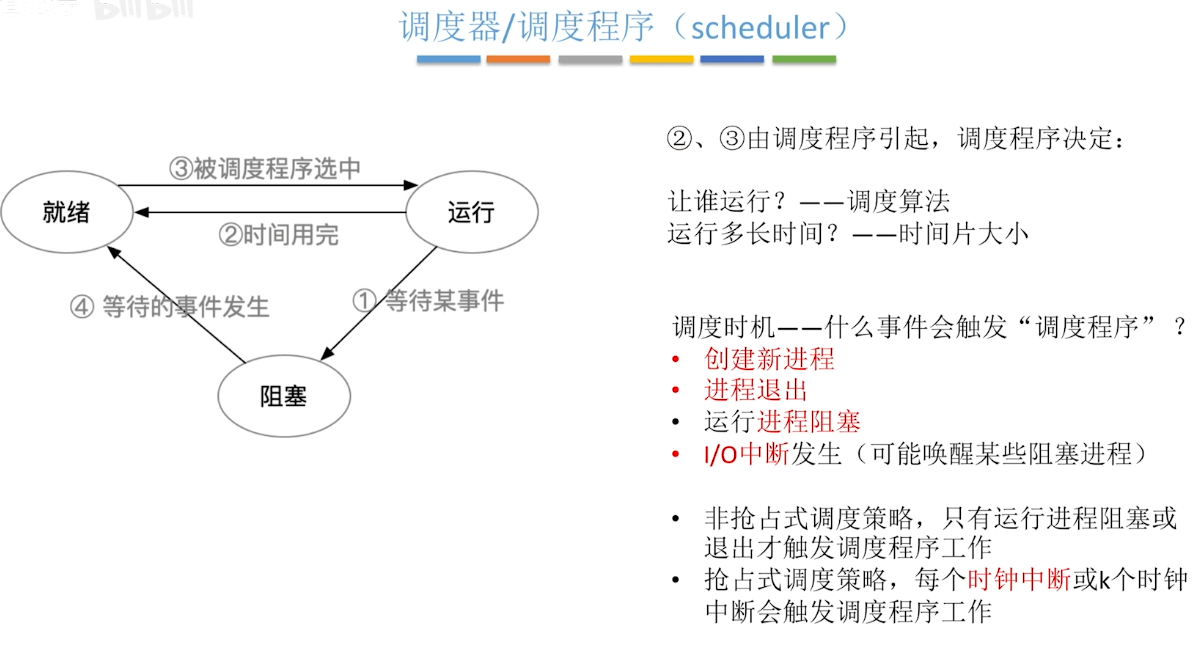 bilibili
调度器/调度程序（scheduler）
③被调度程序选中
就绪
运行
②时间用完
④ 等待的事件发生
① 等待某事件
阻塞
②、③由调度程序引起，调度程序决定：
让谁运行？——调度算法
运行多长时间？——时间片大小
调度时机——什么事件会触发“调度程序”？
• 创建新进程
• 进程退出
• 运行进程阻塞
• I/O中断发生（可能唤醒某些阻塞进程）
• 非抢占式调度策略，只有运行进程阻塞或
退出才触发调度程序工作
• 抢占式调度策略，每个时钟中断或k个时钟
中断会触发调度程序工作